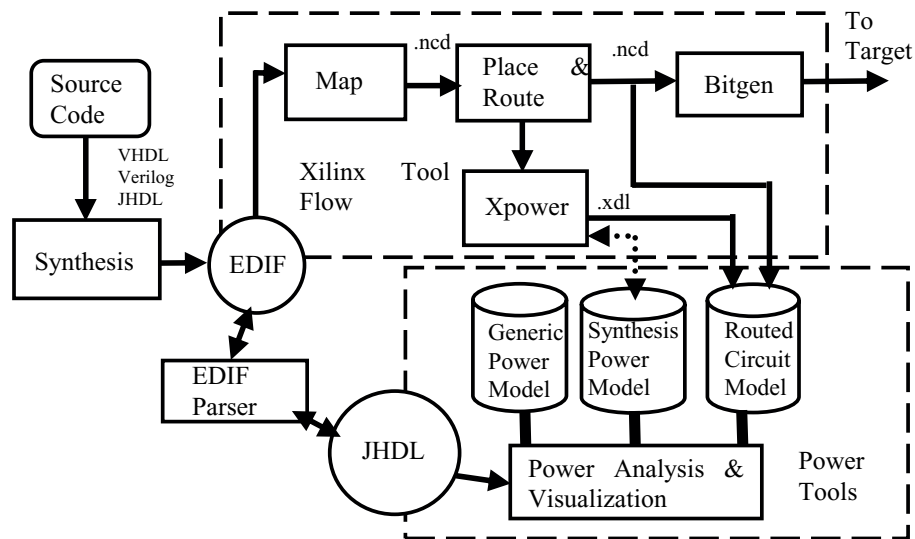 To
Target
.ncd
.ncd
Source
Code
Map
Place &
Route
Bitgen
VHDL
Verilog
JHDL
Xilinx Tool
Flow
Xpower
.xdl
Synthesis
EDIF
Generic
Power
Model
Synthesis
Power
Model
Routed
Circuit
Model
EDIF
Parser
JHDL
Power Analysis &
Visualization
Power
Tools